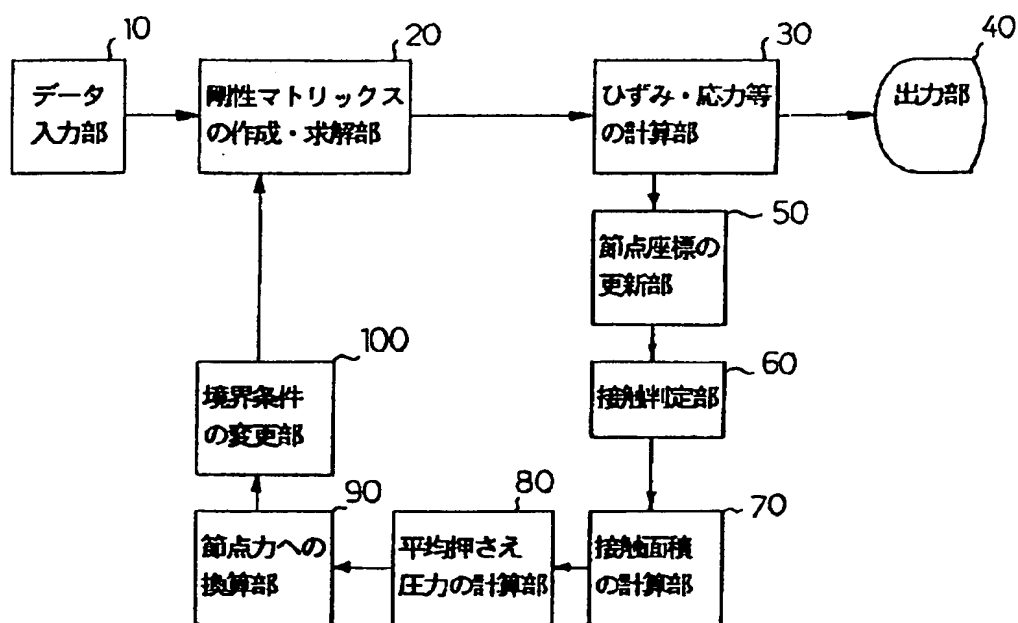 10
データ
入力部
20
剛性マトリックス
の作成・求解部
30
ひずみ・応力等
の計算部
40
出力部
50
節点座標の
更新部
60
接触判定部
70
接触面積
の計算部
80
平均押さえ
圧力の計算部
90
節点力への
換算部
100
境界条件
の変更部